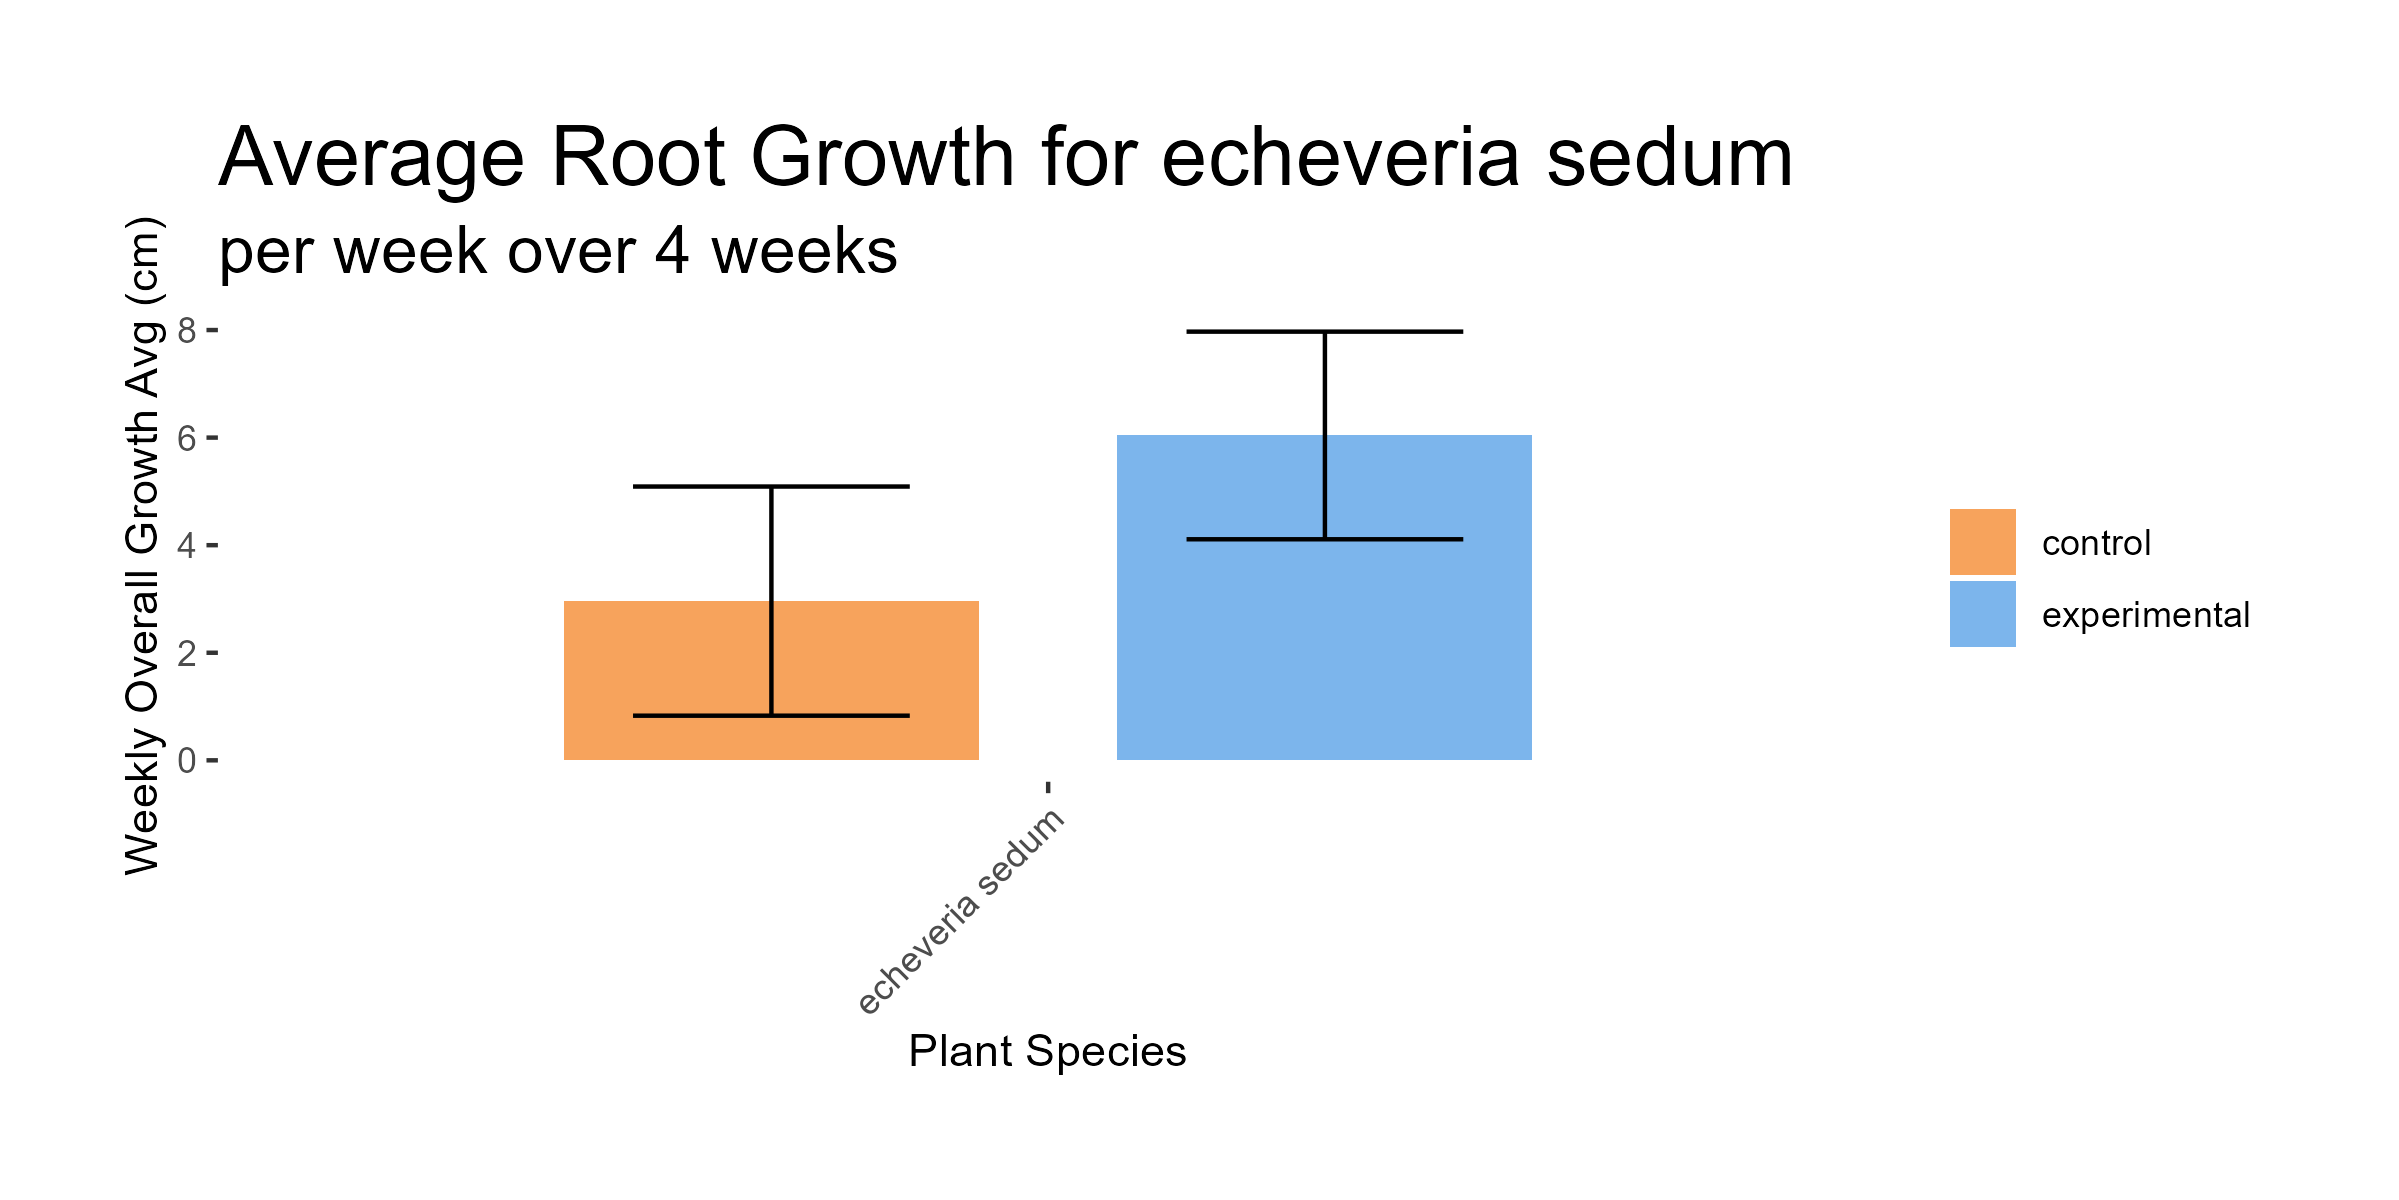 Average Root Growth for echeveria sedum
per week over 4 weeks
Weekly Overall Growth Avg (cm)
8
6
4
2
0
echeveria sedum
Plant Species
control
experimental